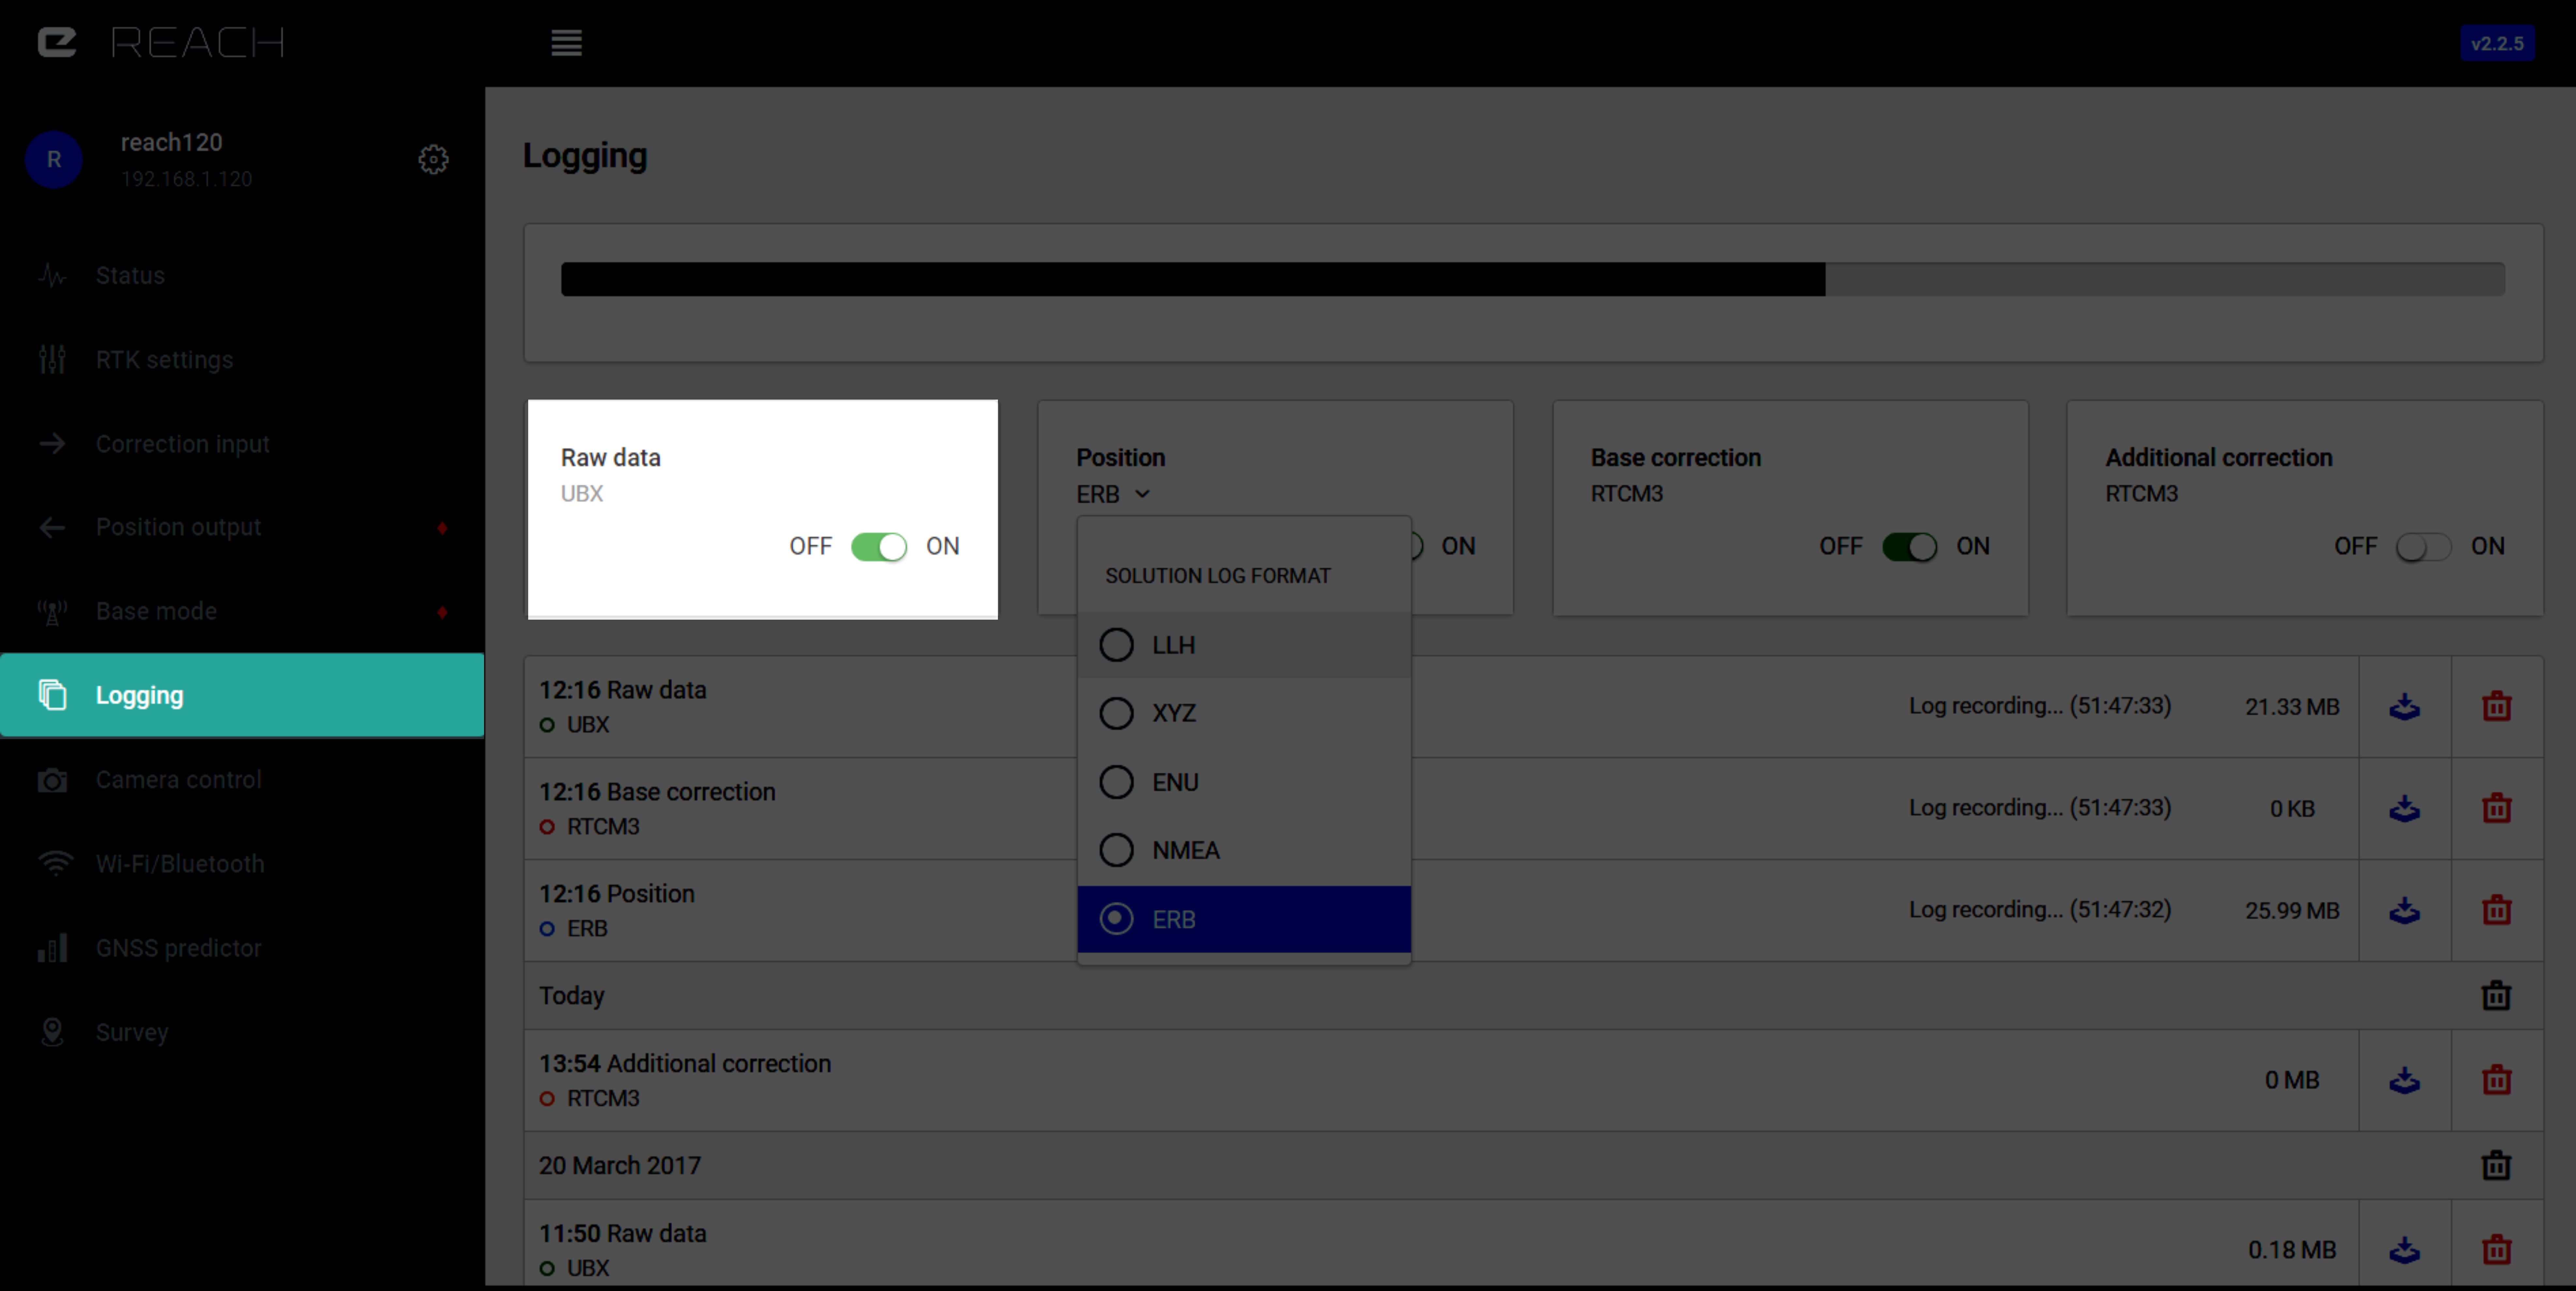 REACH
v2.2.5
R
reach120
192.168.1.120
Status
RTK settings
Correction input
Position output
Base mode
Logging
Camera control
Wi-Fi/Bluetooth
GNSS predictor
Survey
Logging
Raw data
UBX
OFF ON
Position
ERB
ON
Base correction
RTCM3
OFF ON
Additional correction
RTCM3
OFF ON
SOLUTION LOG FORMAT
LLH
XYZ
ENU
NMEA
ERB
12:16 Raw data
UBX
Log recording... (51:47:33) 21.33 MB
12:16 Base correction
RTCM3
Log recording... (51:47:33) 0 KB
12:16 Position
ERB
Log recording... (51:47:32) 25.99 MB
Today
13:54 Additional correction
RTCM3
0 MB
20 March 2017
11:50 Raw data
UBX
0.18 MB